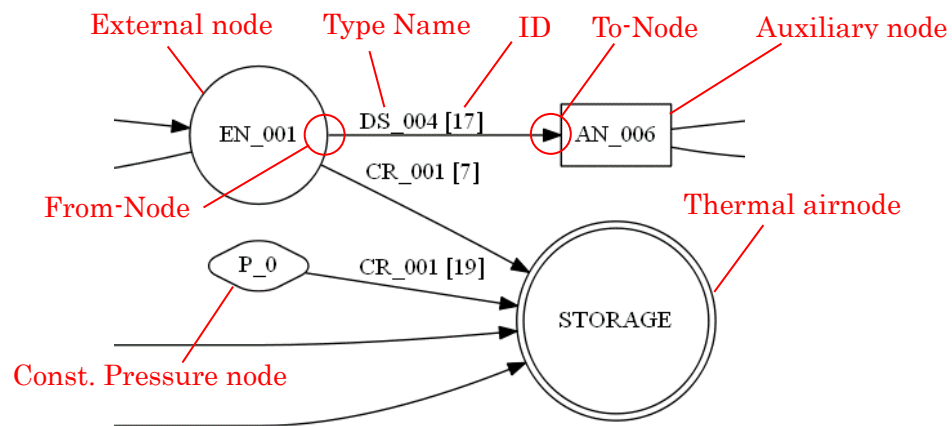 External node
Type Name
ID
To-Node
Auxiliary node
EN_001
DS_004 [17]
AN_006
CR_001 [7]
From-Node
Thermal airnode
P_0
CR_001 [19]
STORAGE
Const. Pressure node